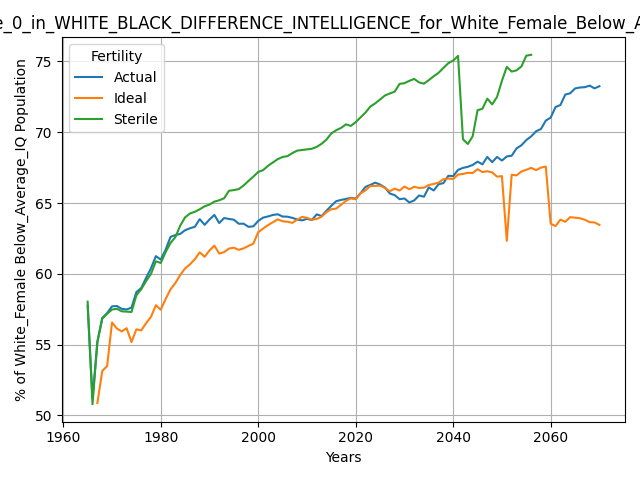 e_0_in_WHITE_BLACK_DIFFERENCE_INTELLIGENCE_for_White_Female_Below_A
% of White_Female Below_Average_IQ Population
75
70
65
60
55
50
Fertility
Actual
Ideal
Sterile
1960
1980
2000
2020
2040
2060
Years